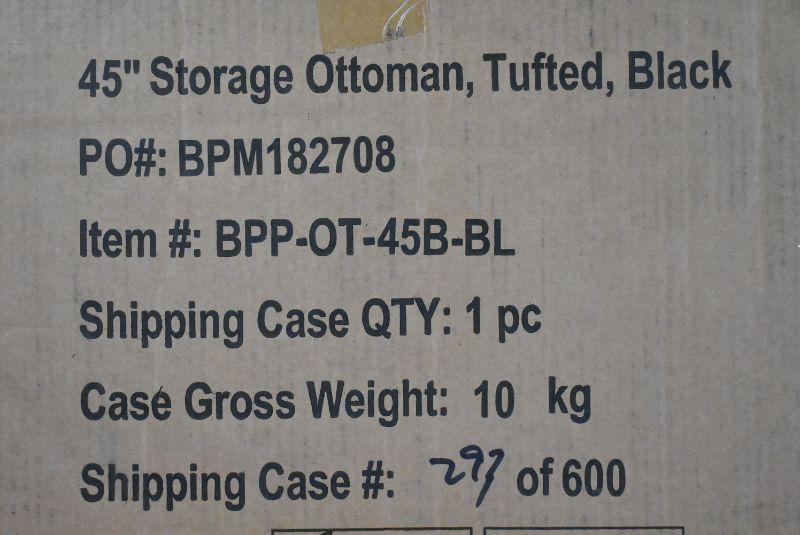 45" Storage Ottoman, Tufted, Black
PO#: BPM182708
Item #: BPP-OT-45B-BL
Shipping Case QTY: 1 pc
Case Gross Weight: 10 kg
Shipping Case #: 297 of 600